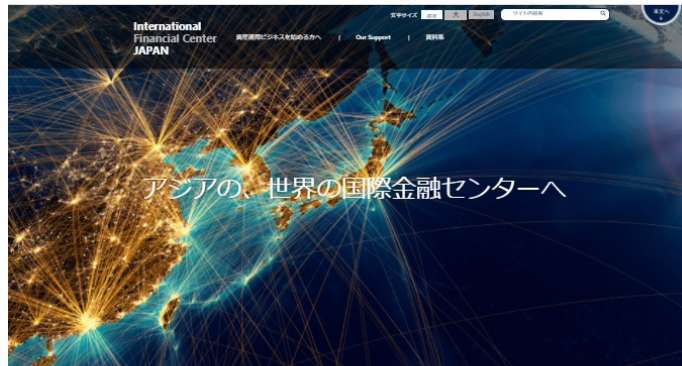 International
Financial Center
JAPAN
文字サイズ 標準 大 English サイト内検索
本文へ
資産運用ビジネスを始める方へ | Our Support | 資料集
アジアの、世界の国際金融センターへ